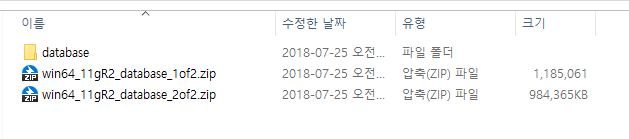 이름 수정한 날짜 유형 크기
database 2018-07-25 오전... 파일 폴더
ZIP win64_11gR2_database_1of2.zip 2018-07-25 오전... 압축(ZIP) 파일 1,185,061
ZIP win64_11gR2_database_2of2.zip 2018-07-25 오전... 압축(ZIP) 파일 984,365KB